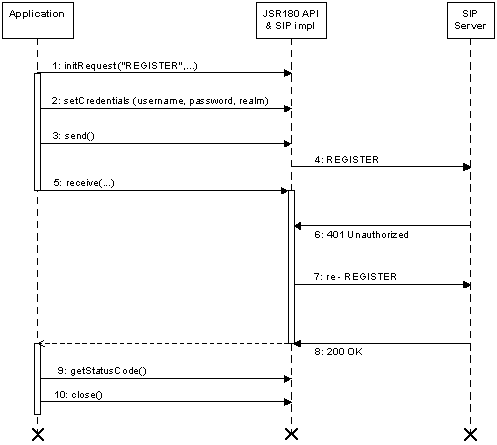 Application
JSR180 API
& SIP impl
SIP
Server
1: initRequest("REGISTER",...)
2: setCredentials (username, password, realm)
3: send()
4: REGISTER
5: receive(...)
6: 401 Unauthorized
7: re - REGISTER
8: 200 OK
9: getStatusCode()
10: close()